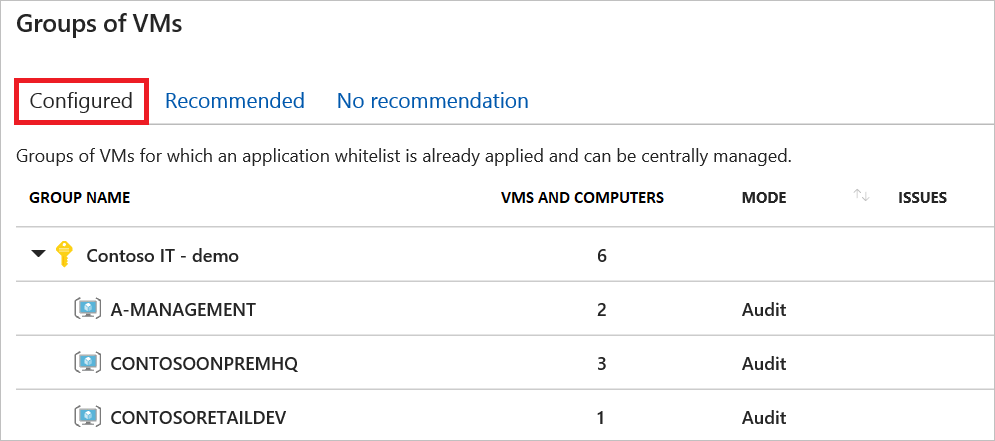 Groups of VMs
Configured Recommended No recommendation
Groups of VMs for which an application whitelist is already applied and can be centrally managed.
GROUP NAME VMS AND COMPUTERS MODE ISSUES
Contoso IT - demo 6
A-MANAGEMENT 2 Audit
CONTOSOONPREMHQ 3 Audit
CONTOSORETAILDEV 1 Audit